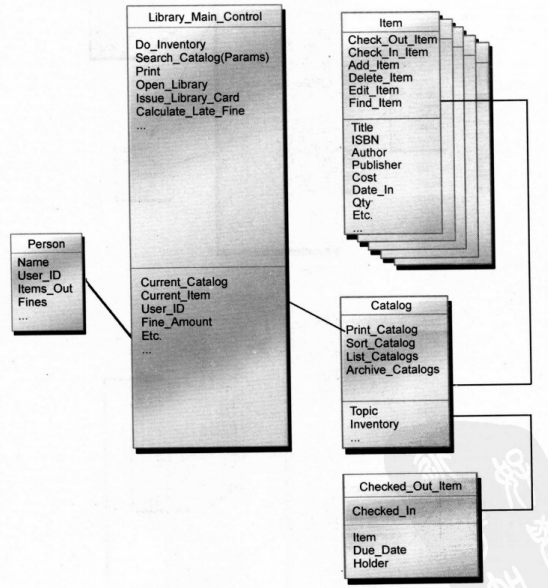 Library_Main_Control
Do_Inventory
Search_Catalog(Params)
Print
Open_Library
Issue_Library_Card
Calculate_Late_Fine
...
Current_Catalog
Current_Item
User_ID
Fine_Amount
Etc.
...
Item
Check_Out_Item
Check_In_Item
Add_Item
Delete_Item
Edit_Item
Find_Item
Title
ISBN
Author
Publisher
Cost
Date_In
Qty
Etc.
...
Person
Name
User_ID
Items_Out
Fines
...
Catalog
Print_Catalog
Sort_Catalog
List_Catalogs
Archive_Catalogs
Topic
Inventory
...
Checked_Out_Item
Checked_In
Item
Due_Date
Holder